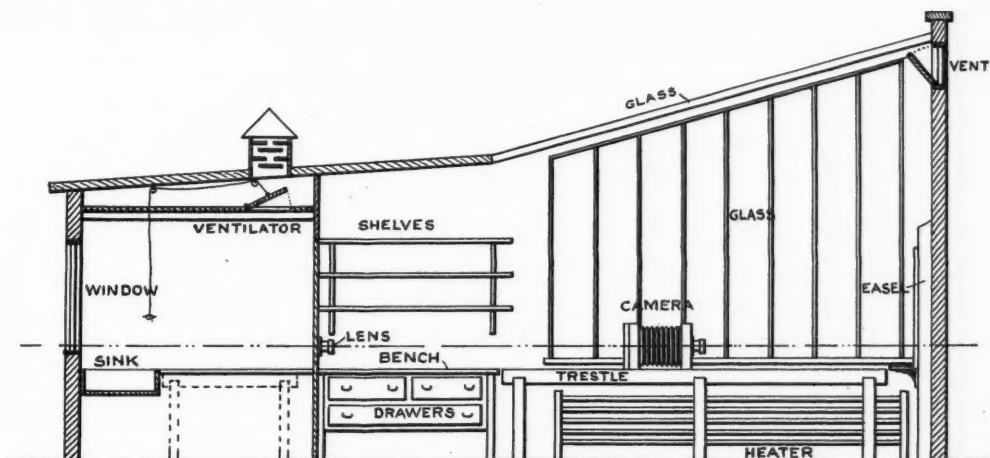 VENT
GLASS
GLASS
VENTILATOR
SHELVES
WINDOW
EASEL
CAMERA
LENS
SINK
BENCH
TRESTLE
DRAWERS
HEATER